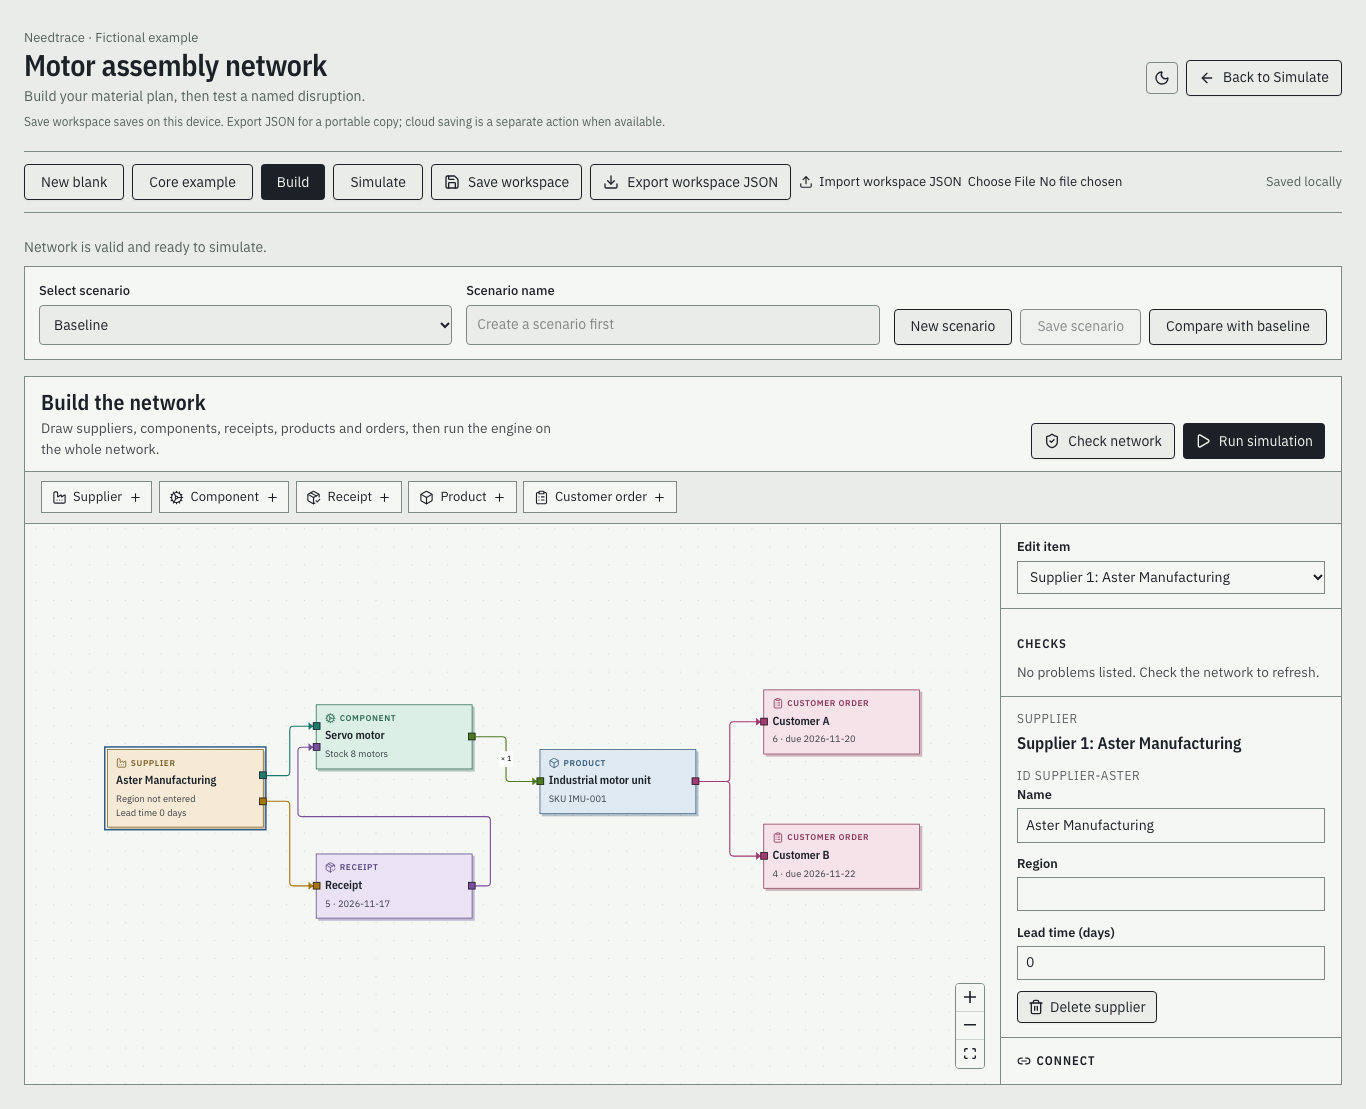 Needtrace · Fictional example
Motor assembly network
Build your material plan, then test a named disruption.
Save workspace saves on this device. Export JSON for a portable copy; cloud saving is a separate action when available.
Back to Simulate
New blank
Core example
Build
Simulate
Save workspace
Export workspace JSON
Import workspace JSON Choose File No file chosen
Saved locally
Network is valid and ready to simulate.
Select scenario
Baseline
Scenario name
Create a scenario first
New scenario
Save scenario
Compare with baseline
Build the network
Draw suppliers, components, receipts, products and orders, then run the engine on
the whole network.
Check network
Run simulation
Supplier +
Component +
Receipt +
Product +
Customer order +
SUPPLIER
Aster Manufacturing
Region not entered
Lead time 0 days
COMPONENT
Servo motor
Stock 8 motors
× 1
RECEIPT
Receipt
5 · 2026-11-17
PRODUCT
Industrial motor unit
SKU IMU-001
CUSTOMER ORDER
Customer A
6 · due 2026-11-20
CUSTOMER ORDER
Customer B
4 · due 2026-11-22
Edit item
Supplier 1: Aster Manufacturing
CHECKS
No problems listed. Check the network to refresh.
SUPPLIER
Supplier 1: Aster Manufacturing
ID SUPPLIER-ASTER
Name
Aster Manufacturing
Region
Lead time (days)
0
Delete supplier
CONNECT